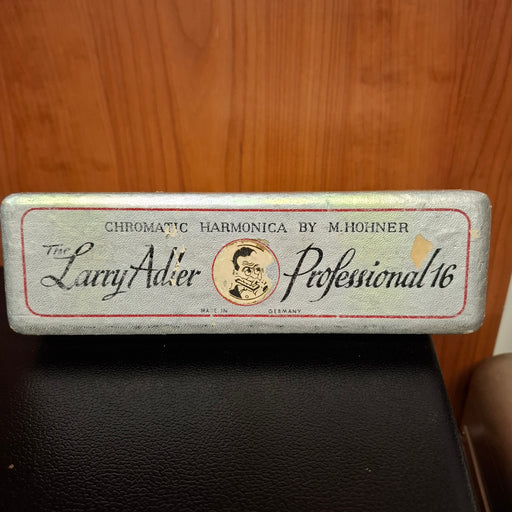 CHROMATIC HARMONICA BY M.HOHNER
The Larry Adler Professional 16
MADE IN GERMANY